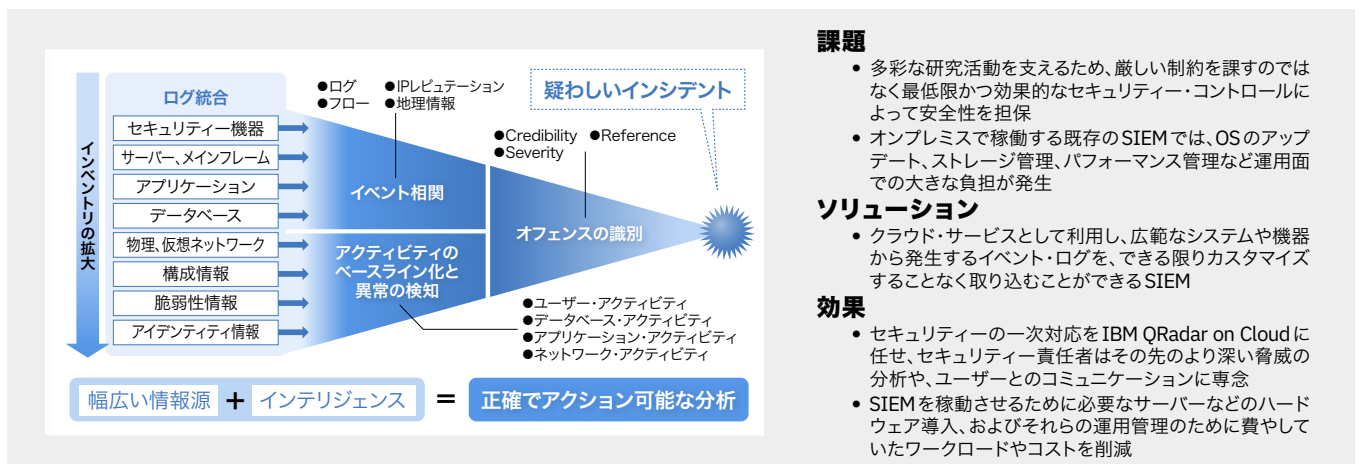 インベントリの拡大
ログ統合
セキュリティー機器
サーバー、メインフレーム
アプリケーション
データベース
物理、仮想ネットワーク
構成情報
脆弱性情報
アイデンティティ情報
●ログ ●IPレピュテーション
●フロー ●地理情報
イベント相関
アクティビティの
ベースライン化と
異常の検知
疑わしいインシデント
●Credibility ●Reference
●Severity
オフェンスの識別
●ユーザー・アクティビティ
●データベース・アクティビティ
●アプリケーション・アクティビティ
●ネットワーク・アクティビティ
幅広い情報源 + インテリジェンス = 正確でアクション可能な分析
課題
• 多彩な研究活動を支えるため、厳しい制約を課すのでは
なく最低限かつ効果的なセキュリティー・コントロールに
よって安全性を担保
• オンプレミスで稼働する既存のSIEMでは、OSのアップ
デート、ストレージ管理、パフォーマンス管理など運用面
での大きな負担が発生
ソリューション
• クラウド・サービスとして利用し、広範なシステムや機器
から発生するイベント・ログを、できる限りカスタマイズ
することなく取り込むことができるSIEM
効果
• セキュリティーの一次対応をIBM QRadar on Cloudに
任せ、セキュリティー責任者はその先のより深い脅威の
分析や、ユーザーとのコミュニケーションに専念
• SIEMを稼動させるために必要なサーバーなどのハード
ウェア導入、およびそれらの運用管理のために費やして
いたワークロードやコストを削減